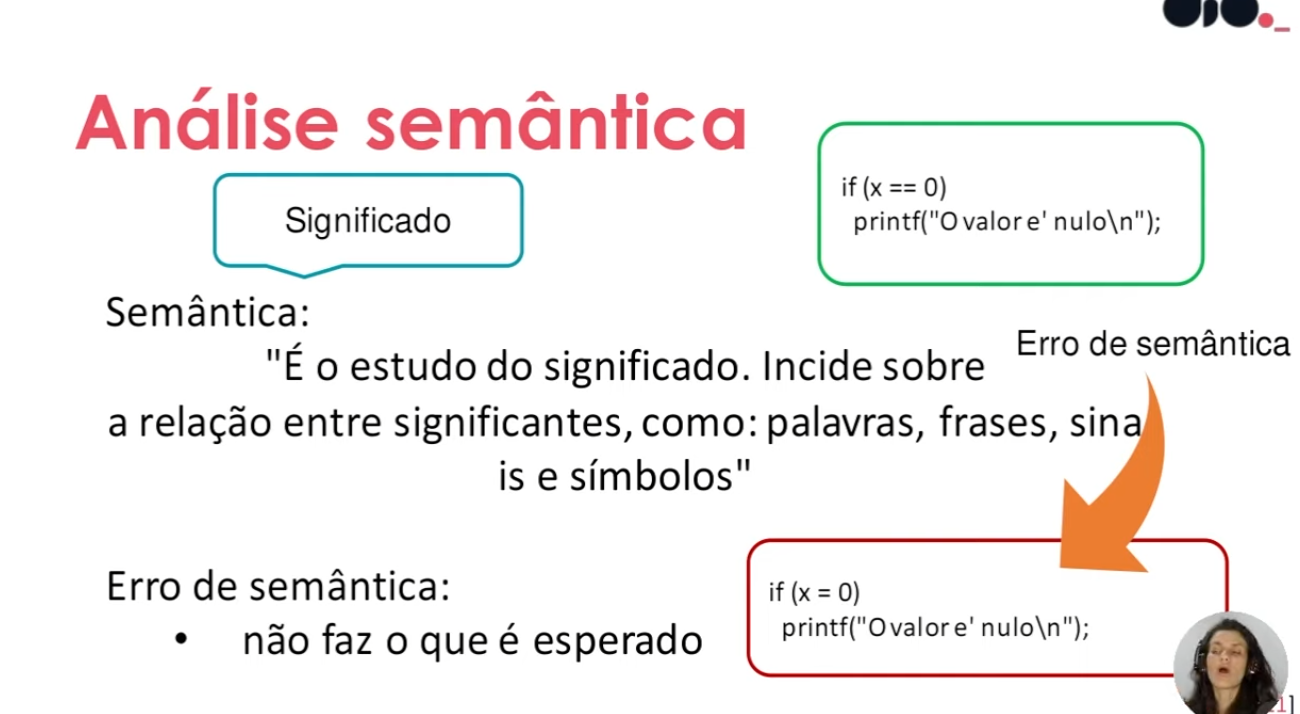 Análise semântica
Significado
if (x == 0)
printf("O valor e' nulo\n");
Semântica:
"É o estudo do significado. Incide sobre
a relação entre significantes, como: palavras, frases, sina
is e símbolos"
Erro de semântica
Erro de semântica:
• não faz o que é esperado
if (x = 0)
printf("O valor e' nulo\n");
1]